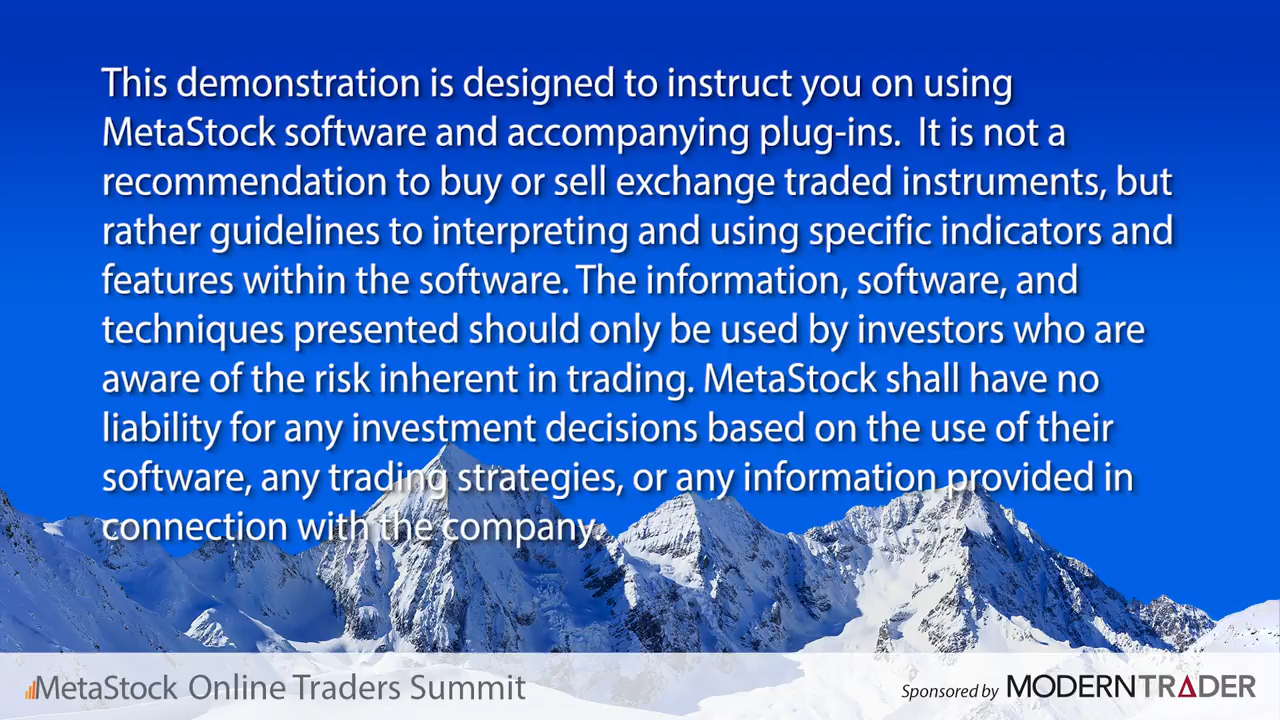 This demonstration is designed to instruct you on using
MetaStock software and accompanying plug-ins.  It is not a
recommendation to buy or sell exchange traded instruments, but
rather guidelines to interpreting and using specific indicators and
features within the software. The information, software, and
techniques presented should only be used by investors who are
aware of the risk inherent in trading. MetaStock shall have no
liability for any investment decisions based on the use of their
software, any trading strategies, or any information provided in
connection with the company.
MetaStock Online Traders Summit
Sponsored by MODERN TRADER